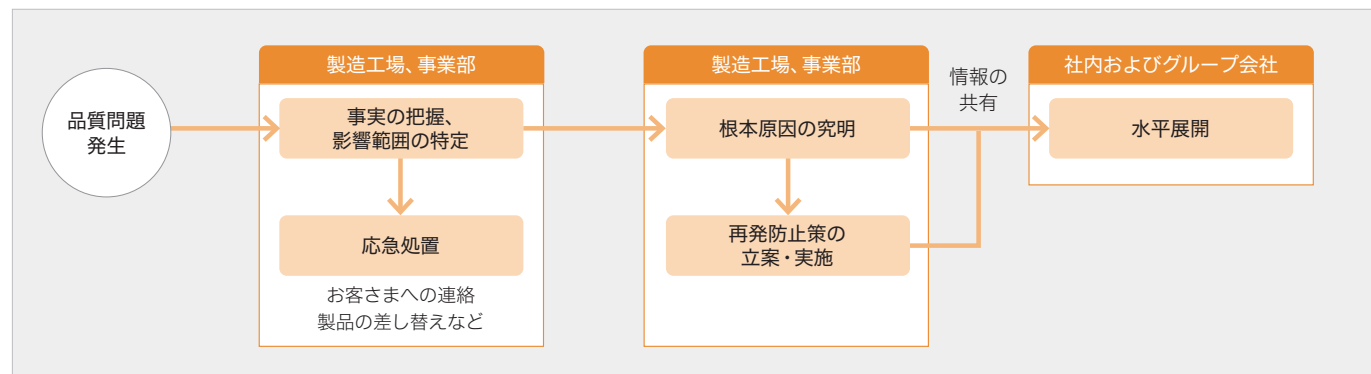 品質問題
発生
製造工場、事業部
事実の把握、
影響範囲の特定
応急処置
お客さまへの連絡
製品の差し替えなど
製造工場、事業部
根本原因の究明
再発防止策の
立案・実施
情報の
共有
社内およびグループ会社
水平展開